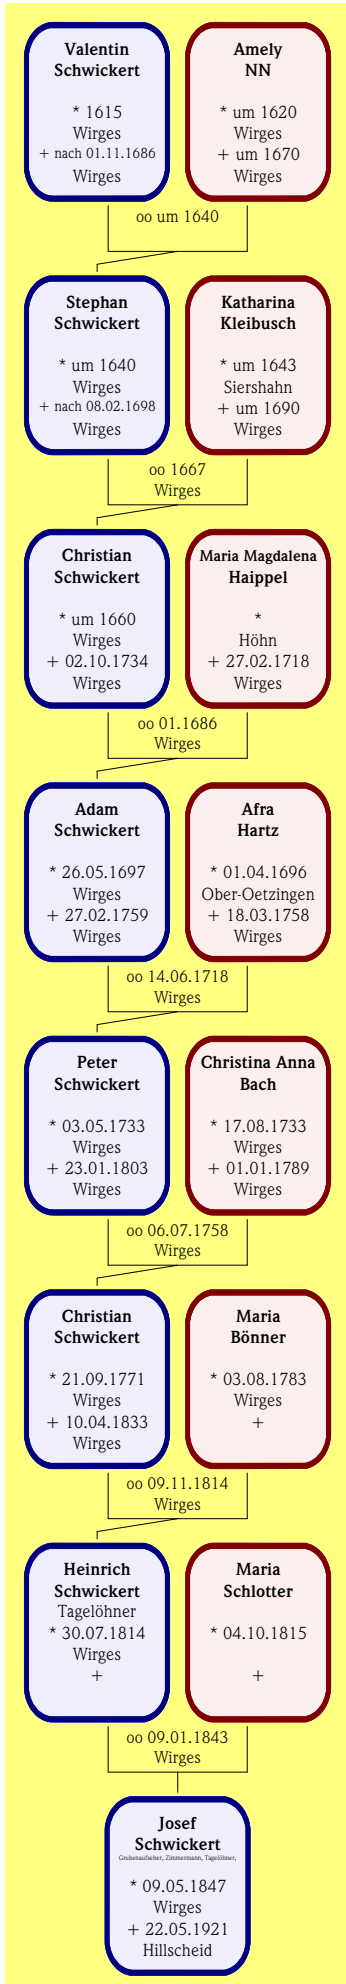 Valentin
Schwickert
* 1615
Wirges
+ nach 01.11.1686
Wirges
Amely
NN
* um 1620
Wirges
+ um 1670
Wirges
oo um 1640
Stephan
Schwickert
* um 1640
Wirges
+ nach 08.02.1698
Wirges
Katharina
Kleibusch
* um 1643
Siershahn
+ um 1690
Wirges
oo 1667
Wirges
Christian
Schwickert
* um 1660
Wirges
+ 02.10.1734
Wirges
Maria Magdalena
Haippel
*
Höhn
+ 27.02.1718
Wirges
oo 01.1686
Wirges
Adam
Schwickert
* 26.05.1697
Wirges
+ 27.02.1759
Wirges
Afra
Hartz
* 01.04.1696
Ober-Oetzingen
+ 18.03.1758
Wirges
oo 14.06.1718
Wirges
Peter
Schwickert
* 03.05.1733
Wirges
+ 23.01.1803
Wirges
Christina Anna
Bach
* 17.08.1733
Wirges
+ 01.01.1789
Wirges
oo 06.07.1758
Wirges
Christian
Schwickert
* 21.09.1771
Wirges
+ 10.04.1833
Wirges
Maria
Bönner
* 03.08.1783
Wirges
+
oo 09.11.1814
Wirges
Heinrich
Schwickert
Tagelöhner
* 30.07.1814
Wirges
+
Maria
Schlotter
* 04.10.1815
+
oo 09.01.1843
Wirges
Josef
Schwickert
Grubenaufseher, Zimmermann, Tagelöhner,
* 09.05.1847
Wirges
+ 22.05.1921
Hillscheid